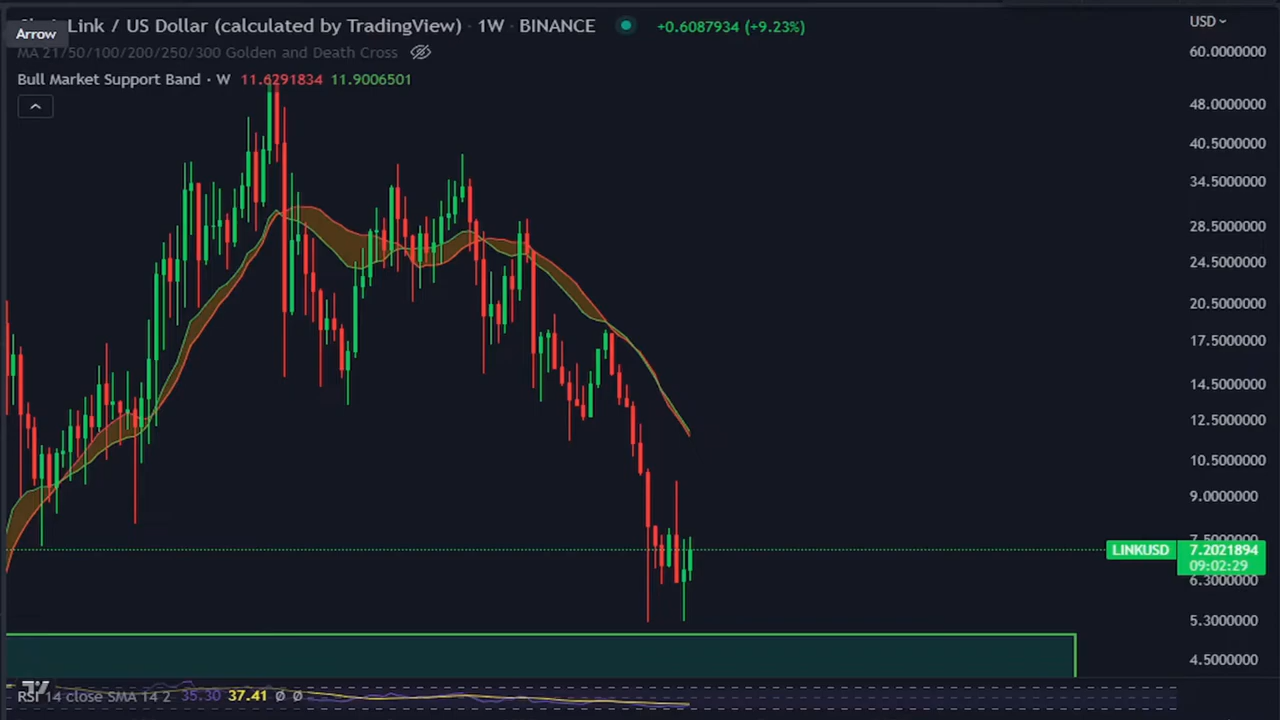 Arrow
Link / US Dollar (calculated by TradingView) · 1W · BINANCE +0.6087934 (+9.23%)
MA 21/50/100/200/250/300 Golden and Death Cross
Bull Market Support Band · W 11.6291834 11.9006501
USD
60.0000000
48.0000000
40.5000000
34.5000000
28.5000000
24.5000000
20.5000000
17.5000000
14.5000000
12.5000000
10.5000000
9.0000000
7.5000000
LINKUSD 7.2021894
09:02:29
6.3000000
5.3000000
4.5000000
RSI 14 close SMA 14 2 35.30 37.41 Ø Ø